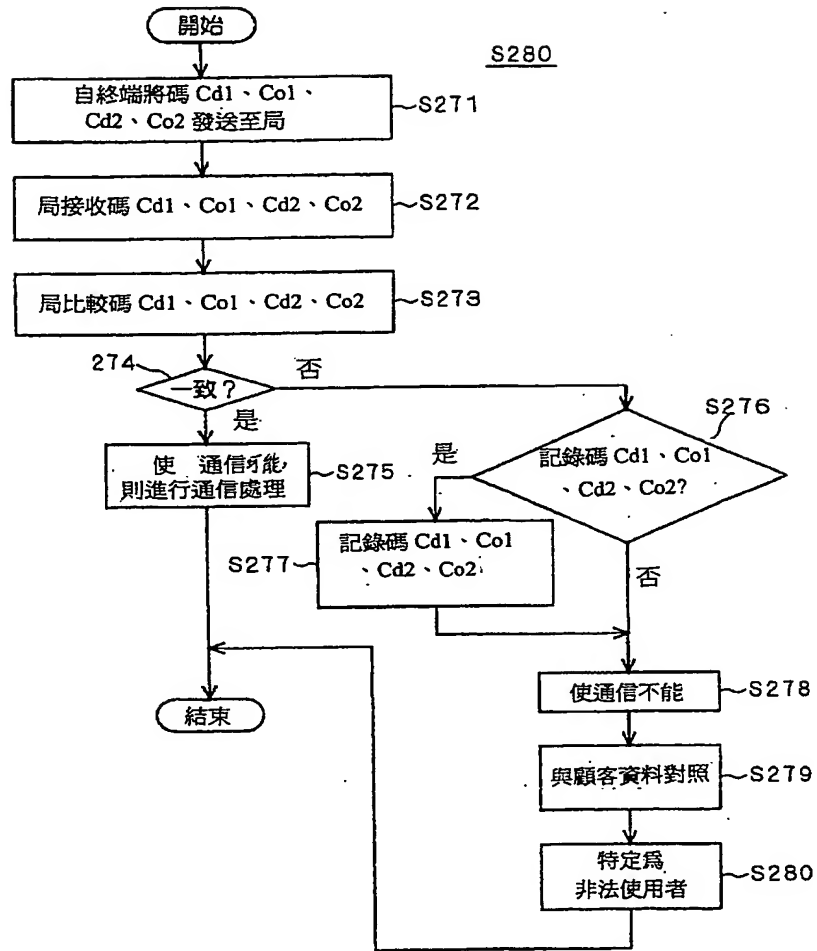 開始
S280
自終端將碼 Cd1、Co1、
Cd2、Co2 發送至局
S271
局接收碼 Cd1、Co1、Cd2、Co2
S272
局比較碼 Cd1、Co1、Cd2、Co2
S273
274
一致？
否
是
使 通信可能,
則進行通信處理
S275
S276
記錄碼 Cd1、Co1
、Cd2、Co2?
是
否
S277
記錄碼 Cd1、Co1
、Cd2、Co2
使通信不能
S278
結束
與顧客資料對照
S279
特定爲
非法使用者
S280